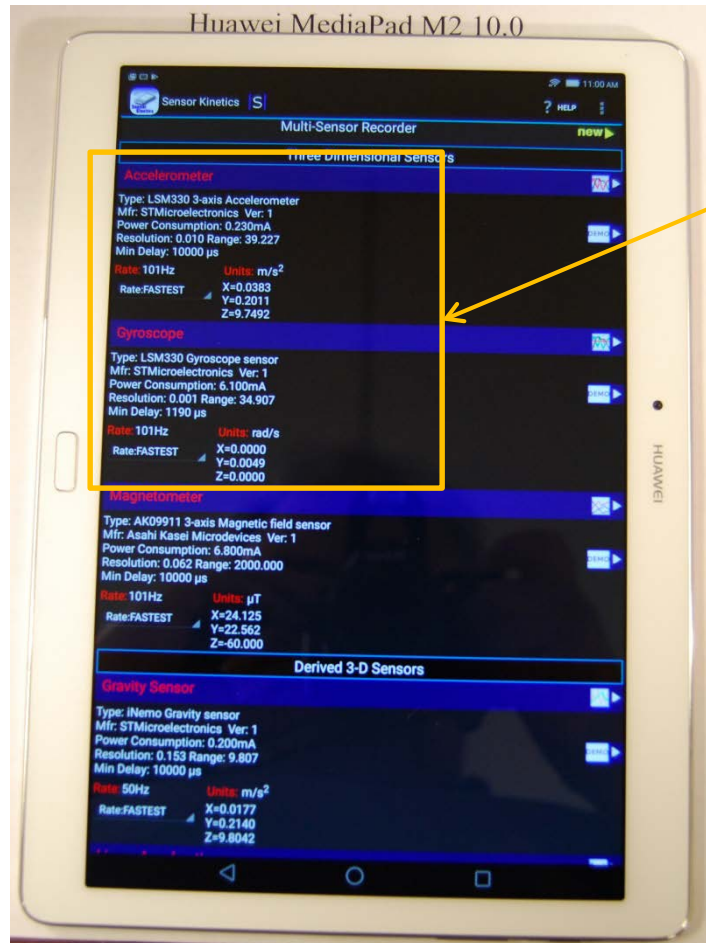 Huawei MediaPad M2 10.0
11:00 AM
Sensor Kinetics S
? HELP
Multi-Sensor Recorder
new
Three Dimensional Sensors
Accelerometer
Type: LSM330 3-axis Accelerometer
Mfr: STMicroelectronics Ver: 1
Power Consumption: 0.230mA
DEMO
Resolution: 0.010 Range: 39.227
Min Delay: 10000 µs
Rate: 101Hz Units: m/s²
Rate:FASTEST X=0.0383
Y=0.2011
Z=9.7492
Gyroscope
Type: LSM330 Gyroscope sensor
Mfr: STMicroelectronics Ver: 1
Power Consumption: 6.100mA
DEMO
Resolution: 0.001 Range: 34.907
Min Delay: 1190 µs
Rate: 101Hz Units: rad/s
Rate:FASTEST X=0.0000
Y=0.0049
Z=0.0000
HUAWEI
Magnetometer
Type: AK09911 3-axis Magnetic field sensor
Mfr: Asahi Kasei Microdevices Ver: 1
Power Consumption: 6.800mA
DEMO
Resolution: 0.062 Range: 2000.000
Min Delay: 10000 µs
Rate: 101Hz Units: µT
Rate:FASTEST X=24.125
Y=22.562
Z=-60.000
Derived 3-D Sensors
Gravity Sensor
Type: iNemo Gravity sensor
Mfr: STMicroelectronics Ver: 1
Power Consumption: 0.200mA
DEMO
Resolution: 0.153 Range: 9.807
Min Delay: 10000 µs
Rate: 50Hz Units: m/s²
Rate:FASTEST X=0.0177
Y=0.2140
Z=9.8042